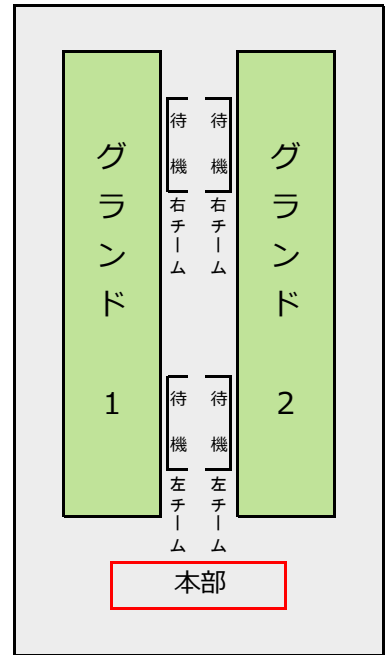 グランド 1
グランド 2
待機
右チーム
待機
右チーム
待機
左チーム
待機
左チーム
本部